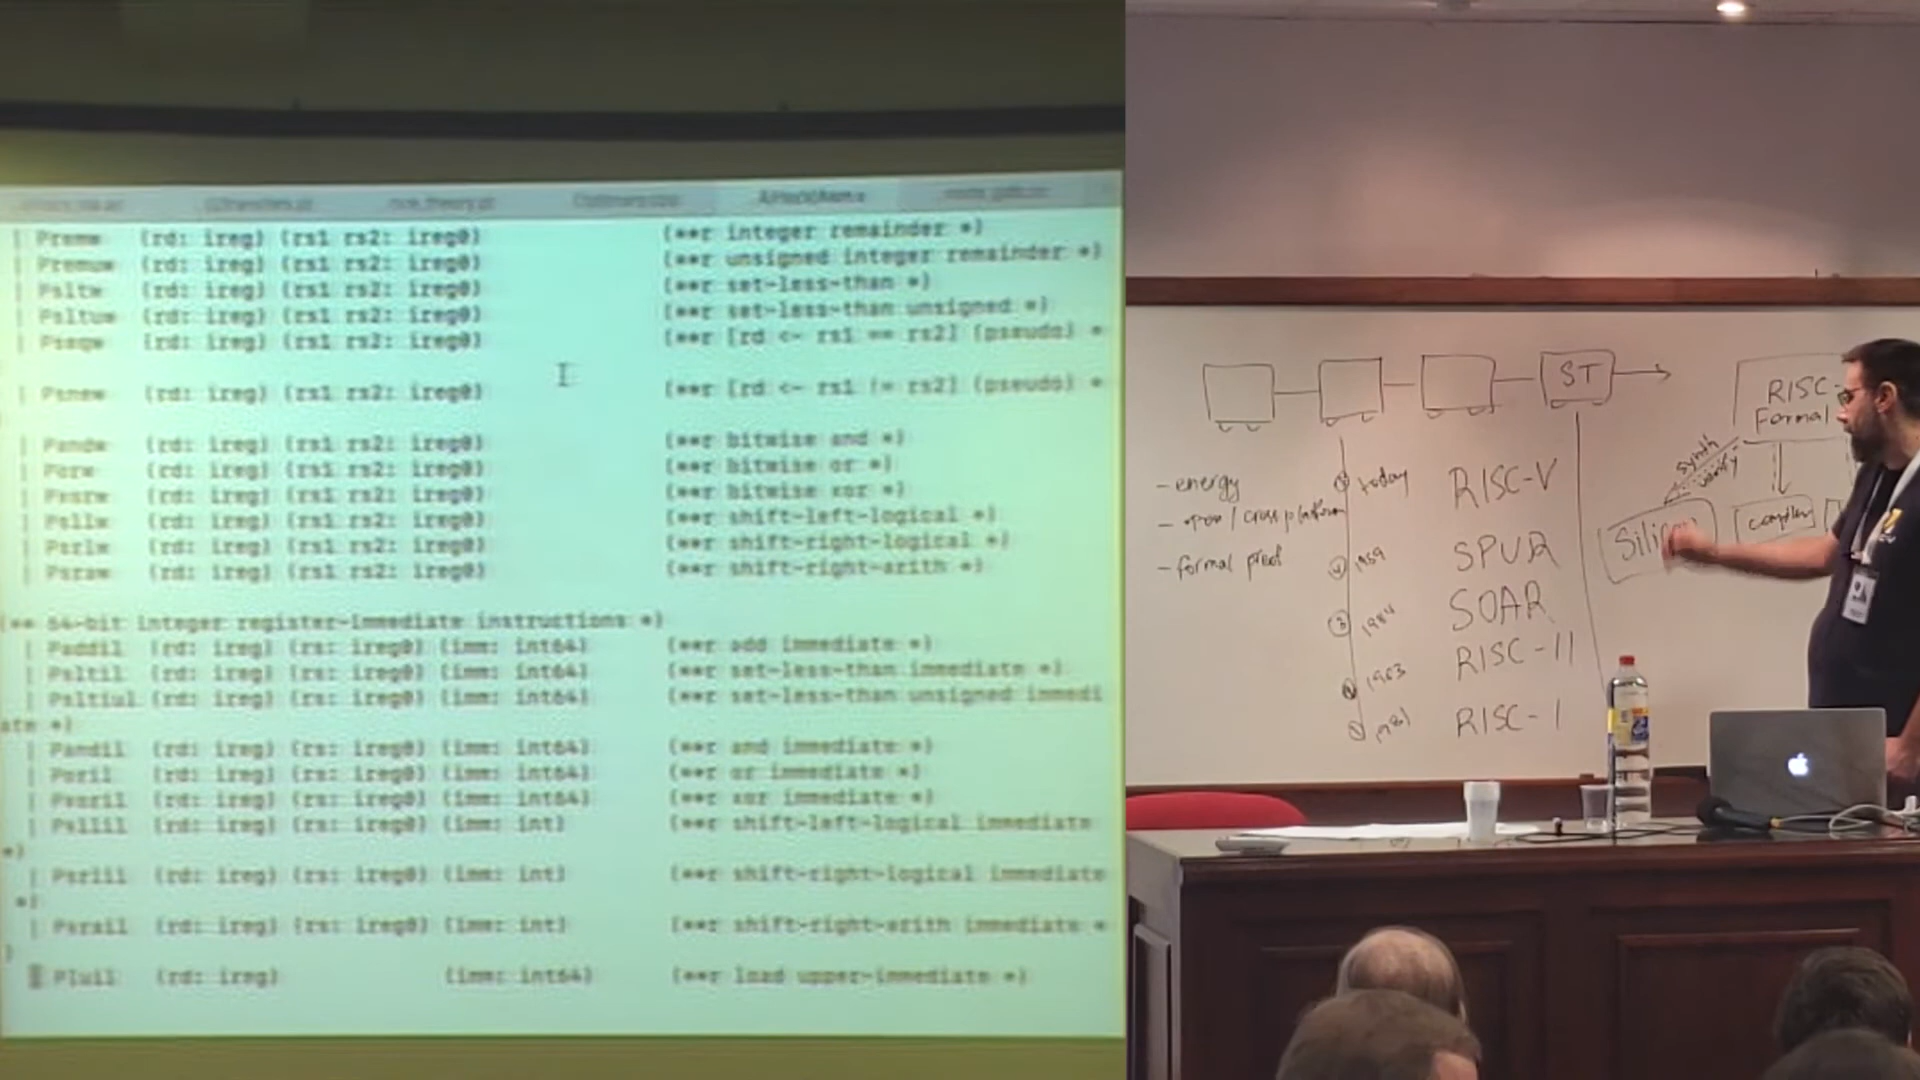 | Premw (rd: ireg) (rs1 rs2: ireg0) (**r integer remainder *)
| Premuw (rd: ireg) (rs1 rs2: ireg0) (**r unsigned integer remainder *)
| Psltw (rd: ireg) (rs1 rs2: ireg0) (**r set-less-than *)
| Psltuw (rd: ireg) (rs1 rs2: ireg0) (**r set-less-than unsigned *)
| Pseqw (rd: ireg) (rs1 rs2: ireg0) (**r [rd <- rs1 == rs2] (pseudo) *
| Psnew (rd: ireg) (rs1 rs2: ireg0) (**r [rd <- rs1 != rs2] (pseudo) *
| Pandw (rd: ireg) (rs1 rs2: ireg0) (**r bitwise and *)
| Porw (rd: ireg) (rs1 rs2: ireg0) (**r bitwise or *)
| Pxorw (rd: ireg) (rs1 rs2: ireg0) (**r bitwise xor *)
| Psllw (rd: ireg) (rs1 rs2: ireg0) (**r shift-left-logical *)
| Psrlw (rd: ireg) (rs1 rs2: ireg0) (**r shift-right-logical *)
| Psraw (rd: ireg) (rs1 rs2: ireg0) (**r shift-right-arith *)
(** 64-bit integer register-immediate instructions *)
| Paddil (rd: ireg) (rs: ireg0) (imm: int64) (**r add immediate *)
| Psltil (rd: ireg) (rs: ireg0) (imm: int64) (**r set-less-than immediate *)
| Psltiul (rd: ireg) (rs: ireg0) (imm: int64) (**r set-less-than unsigned immedi
ate *)
| Pandil (rd: ireg) (rs: ireg0) (imm: int64) (**r and immediate *)
| Poril (rd: ireg) (rs: ireg0) (imm: int64) (**r or immediate *)
| Pxoril (rd: ireg) (rs: ireg0) (imm: int64) (**r xor immediate *)
| Psllil (rd: ireg) (rs: ireg0) (imm: int) (**r shift-left-logical immediate
*)
| Psrlil (rd: ireg) (rs: ireg0) (imm: int) (**r shift-right-logical immediate
*)
| Psrail (rd: ireg) (rs: ireg0) (imm: int) (**r shift-right-arith immediate *
)
| Pluil (rd: ireg) (imm: int64) (**r load upper-immediate *)
ST
RISC-
Formal
synth
verify
- energy
- open / cross platform
- formal proof
today RISC-V
SPUR
1984 SOAR
1983 RISC-II
1981 RISC-I
compiler